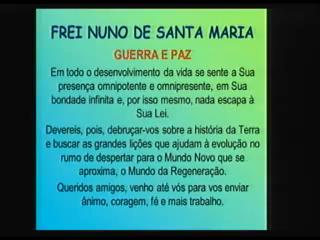 FREI NUNO DE SANTA MARIA
GUERRA E PAZ
Em todo o desenvolvimento da vida se sente a Sua
presença omnipotente e omnipresente, em Sua
bondade infinita e, por isso mesmo, nada escapa à
Sua Lei.
Devereis, pois, debruçar-vos sobre a história da Terra
e buscar as grandes lições que ajudam à evolução no
rumo de despertar para o Mundo Novo que se
aproxima, o Mundo da Regeneração.
Queridos amigos, venho até vós para vos enviar
ânimo, coragem, fé e mais trabalho.